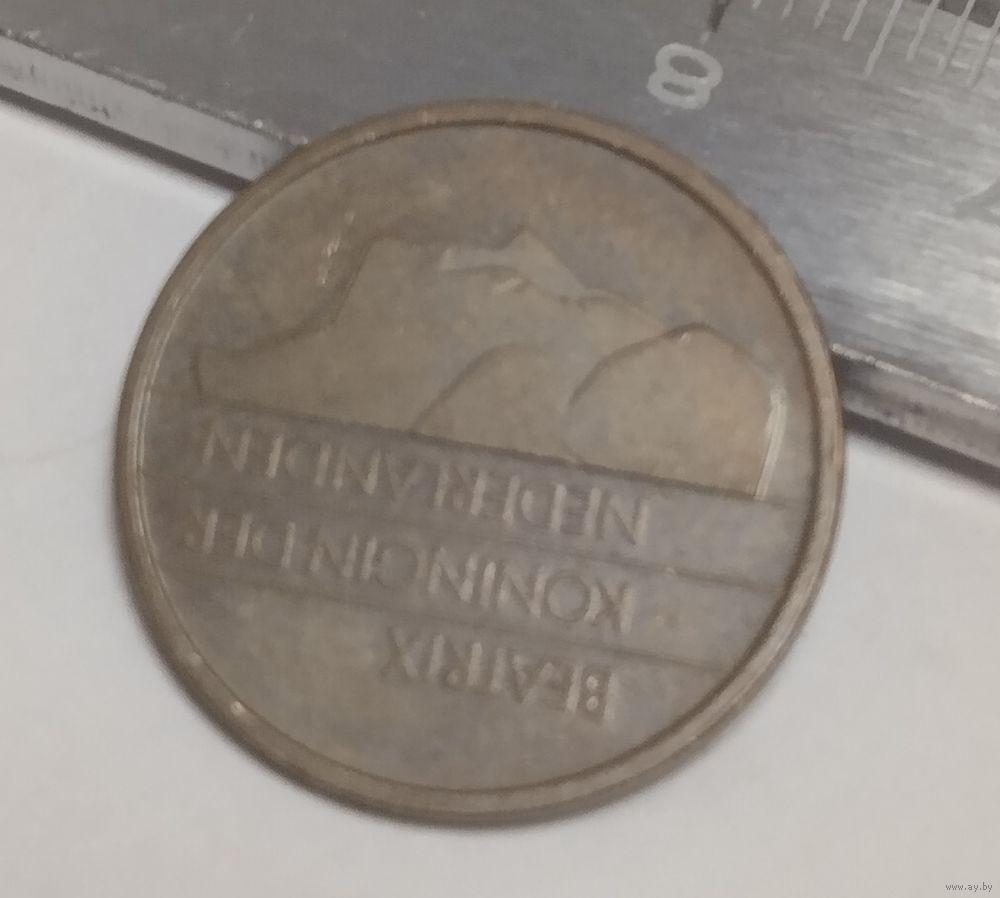 BEATRIX
KONINGIN DER
NEDERLANDEN
8
www.ay.by